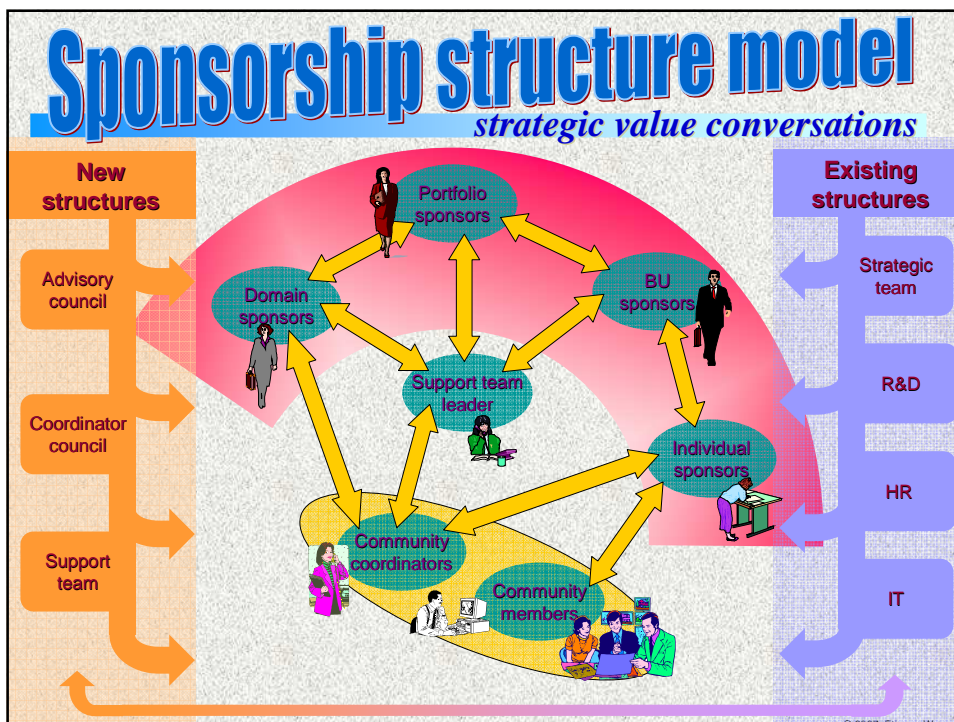 Sponsorship structure model
strategic value conversations
New
structures
Advisory
council
Coordinator
council
Support
team
Portfolio
sponsors
Domain
sponsors
BU
sponsors
Support team
leader
Individual
sponsors
Community
coordinators
Community
members
Existing
structures
Strategic
team
R&D
HR
IT